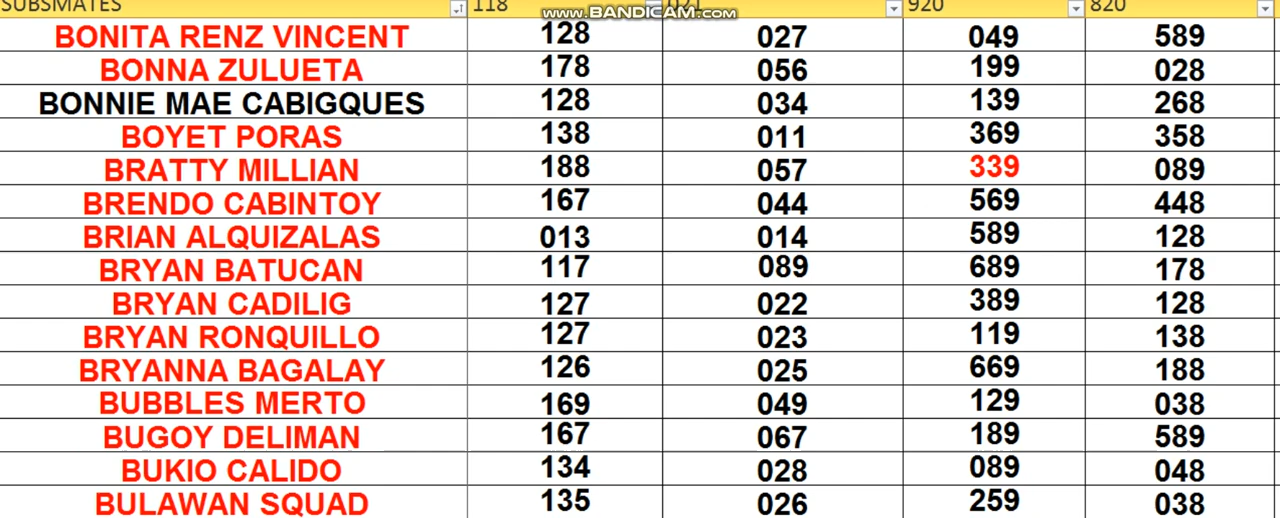 SUBSMATES 118 021 920 820
www.BANDICAM.com
BONITA RENZ VINCENT 128 027 049 589
BONNA ZULUETA 178 056 199 028
BONNIE MAE CABIGQUES 128 034 139 268
BOYET PORAS 138 011 369 358
BRATTY MILLIAN 188 057 339 089
BRENDO CABINTOY 167 044 569 448
BRIAN ALQUIZALAS 013 014 589 128
BRYAN BATUCAN 117 089 689 178
BRYAN CADILIG 127 022 389 128
BRYAN RONQUILLO 127 023 119 138
BRYANNA BAGALAY 126 025 669 188
BUBBLES MERTO 169 049 129 038
BUGOY DELIMAN 167 067 189 589
BUKIO CALIDO 134 028 089 048
BULAWAN SQUAD 135 026 259 038